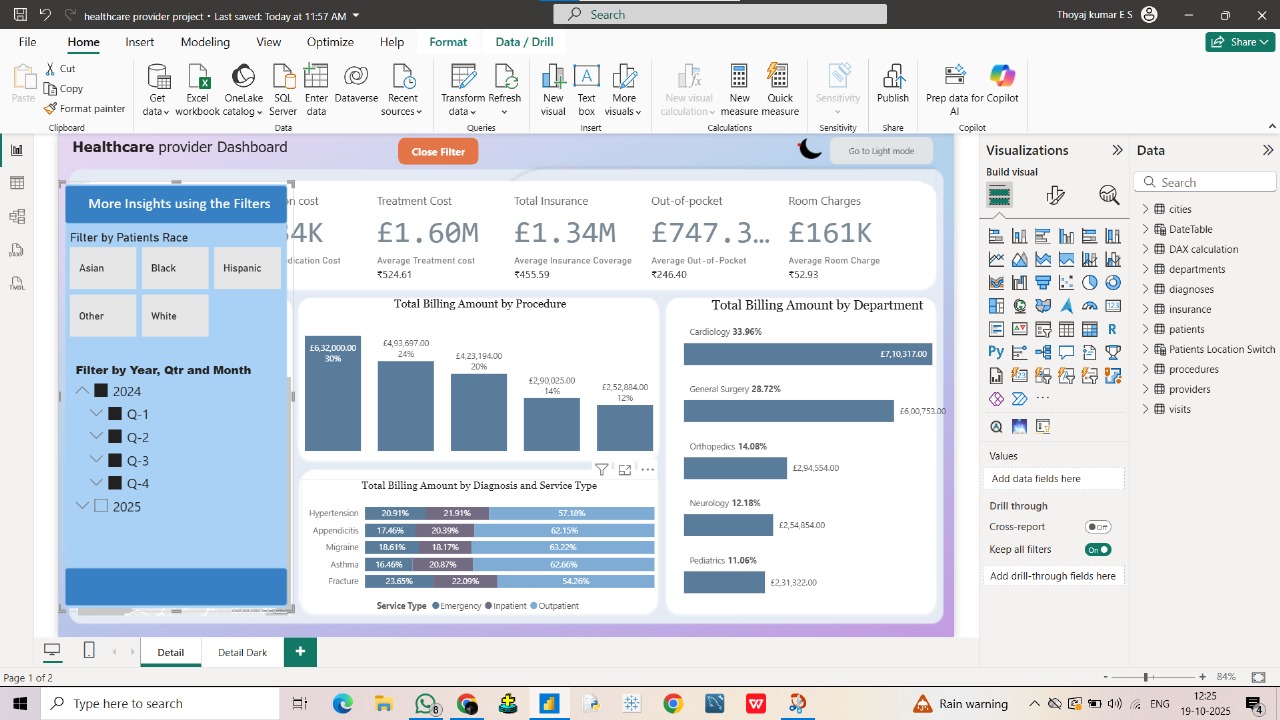 healthcare project • Last saved: Today at 11:57 AM
Search
Thoyaj kumar E S
File Home Insert Modeling View Optimize Help Format Data / Drill
Share
Paste
Cut
Copy
Format painter
Clipboard
Get data
Excel workbook
OneLake catalog
SQL Server
Enter data
Dataverse
Recent sources
Data
Transform data
Refresh
Queries
New visual
Text box
More visuals
Insert
New visual calculation
New measure
Quick measure
Calculations
Sensitivity
Sensitivity
Publish
Share
Prep data for AI
Copilot
Copilot
Healthcare provider Dashboard
Close Filter
Go to Light mode
More Insights using the Filters
Filter by Patients Race
Asian
Black
Hispanic
Other
White
Filter by Year, Qtr and Month
2024
Q-1
Q-2
Q-3
Q-4
2025
Treatment Cost
£1.60M
Average Treatment cost
₹524.61
Total Insurance
£1.34M
Average Insurance Coverage
₹455.59
Out-of-pocket
£747.3...
Average Out-of-Pocket
₹246.40
Room Charges
£161K
Average Room Charge
₹52.93
Total Billing Amount by Procedure
£6,32,000.00
30%
£4,93,697.00
24%
£4,23,194.00
20%
£2,90,025.00
14%
£2,52,884.00
12%
Total Billing Amount by Diagnosis and Service Type
Hypertension 20.91% 21.91% 57.18%
Appendicitis 17.46% 20.39% 62.15%
Migraine 18.61% 18.17% 63.22%
Asthma 16.46% 20.87% 62.66%
Fracture 23.65% 22.09% 54.26%
Service Type Emergency Inpatient Outpatient
Total Billing Amount by Department
Cardiology 33.96%
£7,10,317.00
General Surgery 28.72%
£6,00,753.00
Orthopedics 14.08%
£2,94,554.00
Neurology 12.18%
£2,54,854.00
Pediatrics 11.06%
£2,31,322.00
Visualizations
Build visual
Values
Add data fields here
Drill through
Cross-report
Off
Keep all filters
On
Add drill-through fields here
Data
Search
cities
DateTable
DAX calculation
departments
diagnoses
insurance
patients
Patients Location Switch
procedures
providers
visits
Detail
Detail Dark
Page 1 of 2
84%
Type here to search
8
Rain warning
ENG
12:25
19-10-2025
4